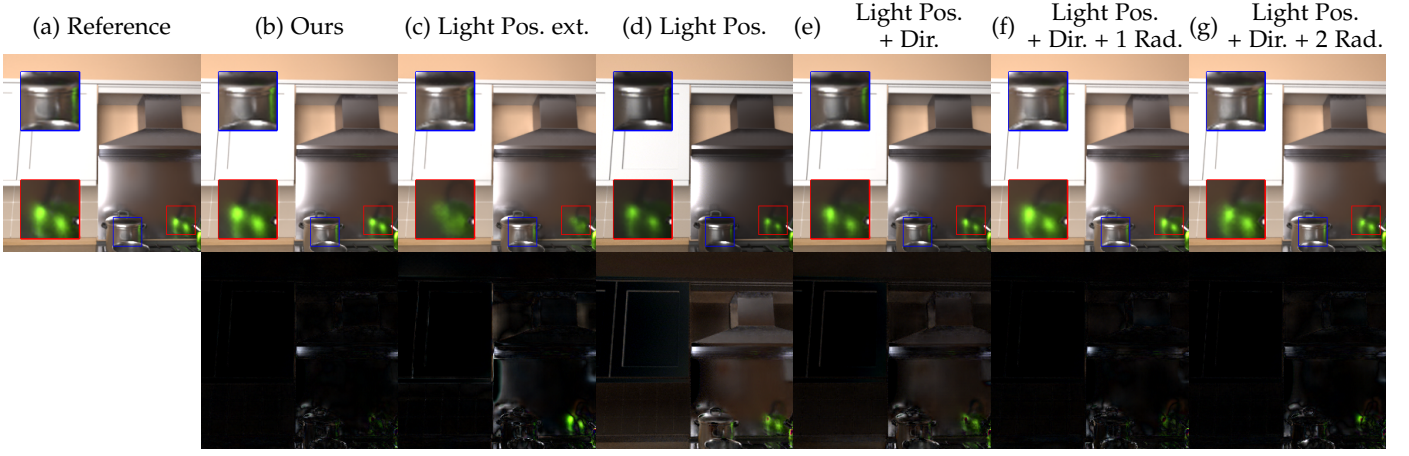 (a) Reference
(b) Ours
(c) Light Pos. ext.
(d) Light Pos.
(e) Light Pos.
+ Dir.
(f) Light Pos.
+ Dir. + 1 Rad.
(g) Light Pos.
+ Dir. + 2 Rad.